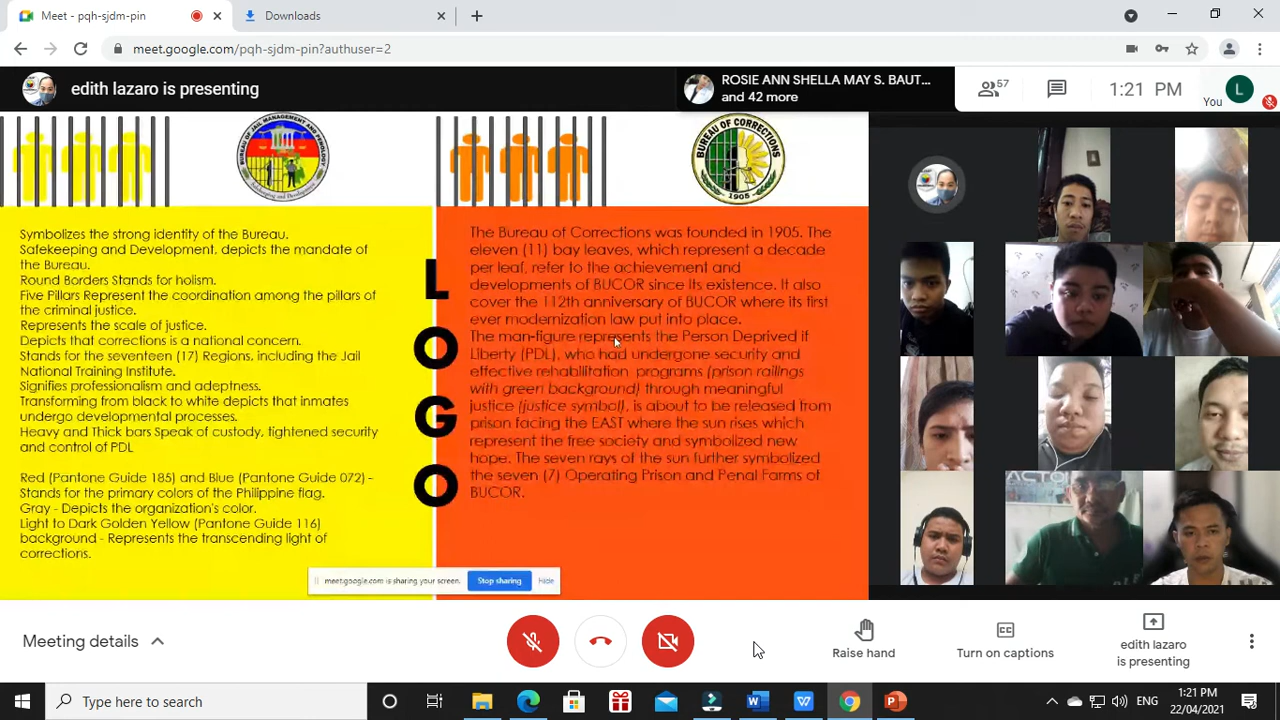 Meet - pqh-sjdm-pin
Downloads
meet.google.com/pqh-sjdm-pin?authuser=2
edith lazaro is presenting
ROSIE ANN SHELLA MAY S. BAUT...
and 42 more
57
1:21 PM
You
L
BUREAU OF JAIL MANAGEMENT AND PENOLOGY
Safekeeping and Development
BUREAU OF CORRECTIONS
1905
Symbolizes the strong identity of the Bureau.
Safekeeping and Development, depicts the mandate of
the Bureau.
Round Borders Stands for holism.
Five Pillars Represent the coordination among the pillars of
the criminal justice.
Represents the scale of justice.
Depicts that corrections is a national concern.
Stands for the seventeen (17) Regions, including the Jail
National Training Institute.
Signifies professionalism and adeptness.
Transforming from black to white depicts that inmates
undergo developmental processes.
Heavy and Thick bars Speak of custody, tightened security
and control of PDL
Red (Pantone Guide 185) and Blue (Pantone Guide 072) -
Stands for the primary colors of the Philippine flag.
Gray - Depicts the organization's color.
Light to Dark Golden Yellow (Pantone Guide 116)
background - Represents the transcending light of
corrections.
L
O
G
O
The Bureau of Corrections was founded in 1905. The
eleven (11) bay leaves, which represent a decade
per leaf, refer to the achievement and
developments of BUCOR since its existence. It also
cover the 112th anniversary of BUCOR where its first
ever modernization law put into place.
The man-figure represents the Person Deprived if
Liberty (PDL), who had undergone security and
effective rehabilitation programs (prison railings
with green background) through meaningful
justice (justice symbol), is about to be released from
prison facing the EAST where the sun rises which
represent the free society and symbolized new
hope. The seven rays of the sun further symbolized
the seven (7) Operating Prison and Penal Farms of
BUCOR.
meet.google.com is sharing your screen.
Stop sharing
Hide
Meeting details
Raise hand
Turn on captions
edith lazaro
is presenting
Type here to search
ENG
1:21 PM
22/04/2021